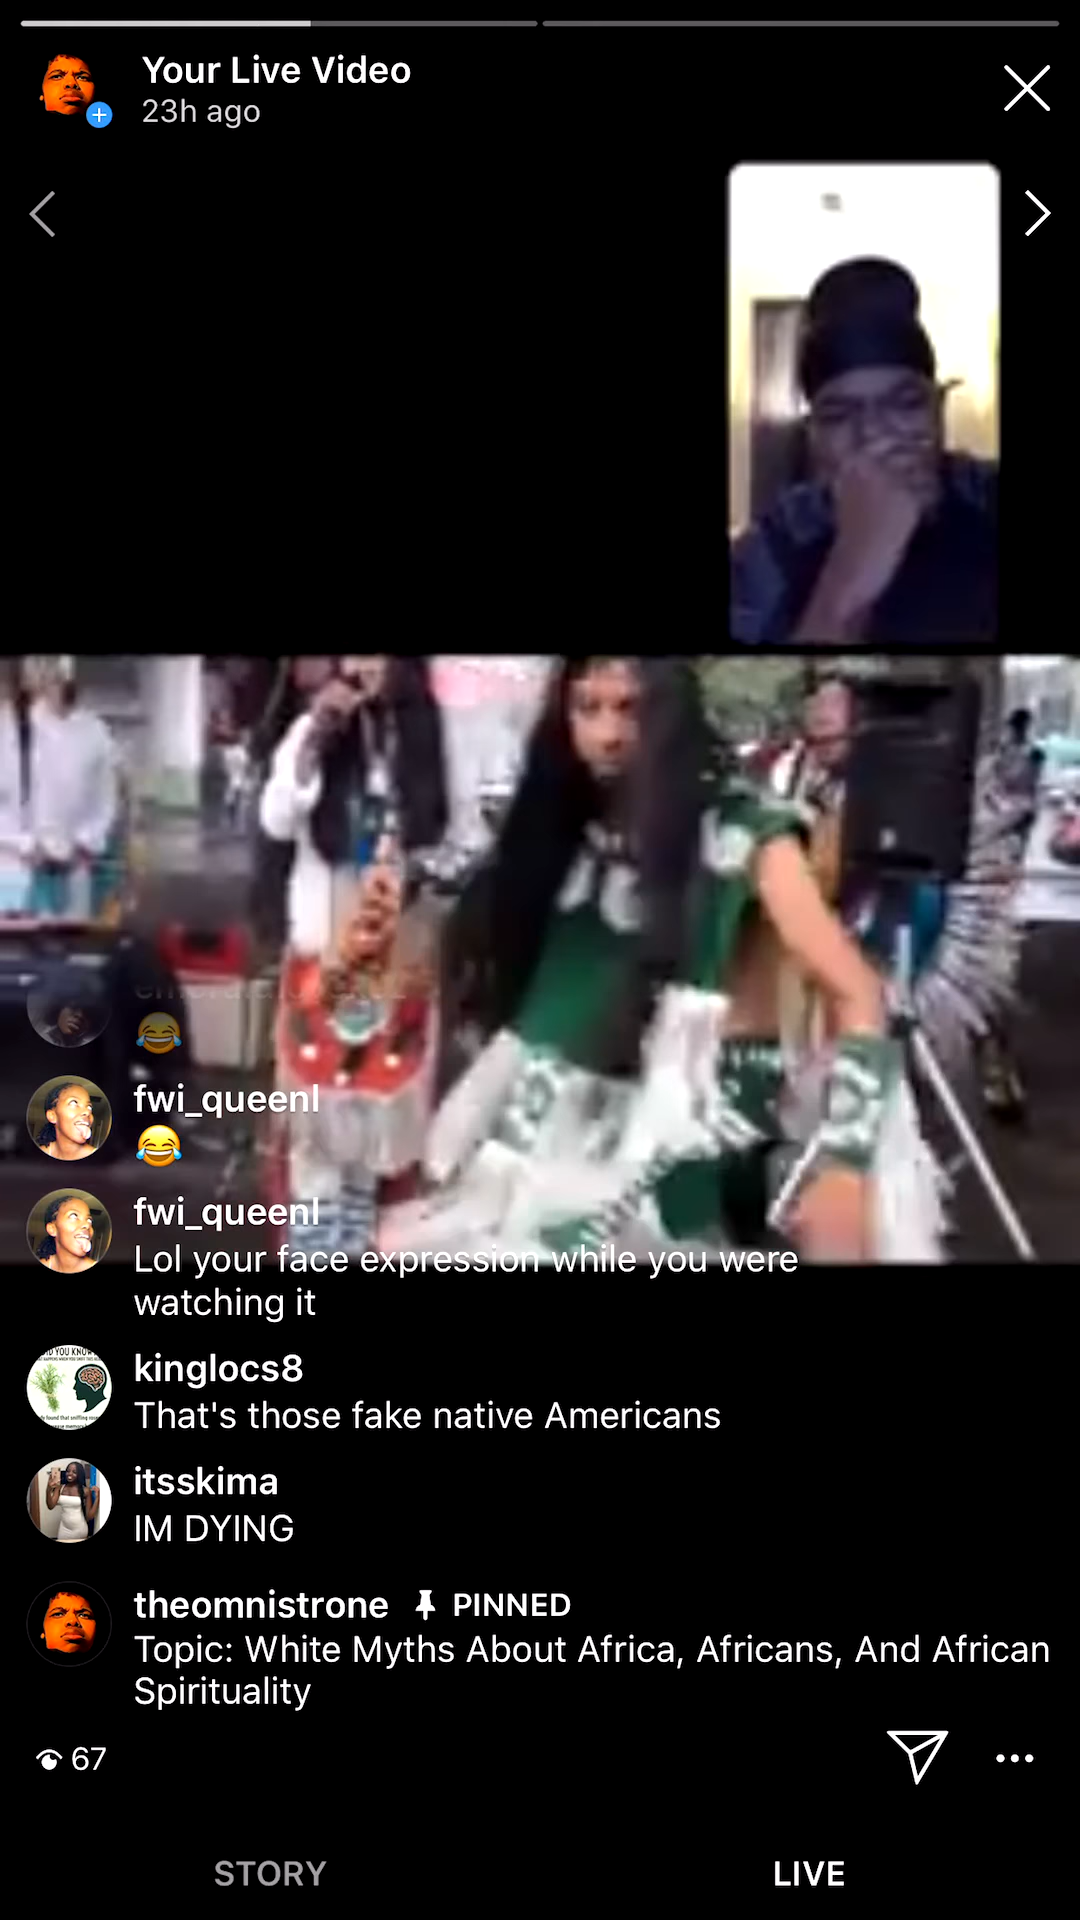 Your Live Video
23h ago
😂
fwi_queenl
😂
fwi_queenl
Lol your face expression while you were
watching it
kinglocs8
That's those fake native Americans
itsskima
IM DYING
theomnistrone PINNED
Topic: White Myths About Africa, Africans, And African
Spirituality
67
STORY
LIVE